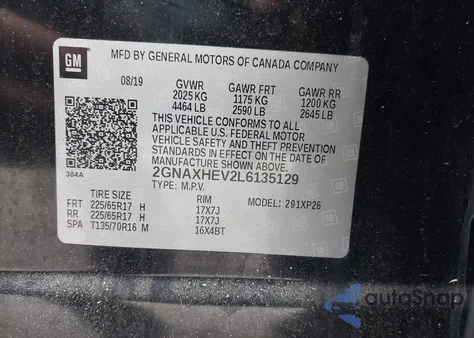 GM
MFD BY GENERAL MOTORS OF CANADA COMPANY
08/19 GVWR GAWR FRT GAWR RR
2025 KG 1175 KG 1200 KG
4464 LB 2590 LB 2645 LB
THIS VEHICLE CONFORMS TO ALL
APPLICABLE U.S. FEDERAL MOTOR
VEHICLE SAFETY AND THEFT PREVENTION
STANDARDS IN EFFECT ON THE DATE OF
MANUFACTURE SHOWN ABOVE.
384A 2GNAXHEV2L6135129
TYPE: M.P.V. MODEL: 291XP26
TIRE SIZE RIM
FRT 225/65R17 H 17X7J
RR 225/65R17 H 17X7J
SPA T135/70R16 M 16X4BT
autoSnap